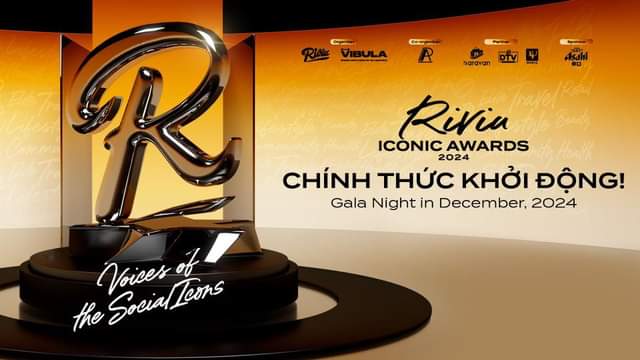 Riviu
VIBULA
haravan
DTV
Asahi
Riviu
ICONIC AWARDS
2024
CHÍNH THỨC KHỞI ĐỘNG!
Gala Night in December, 2024
R
Voices of
the Social Icons